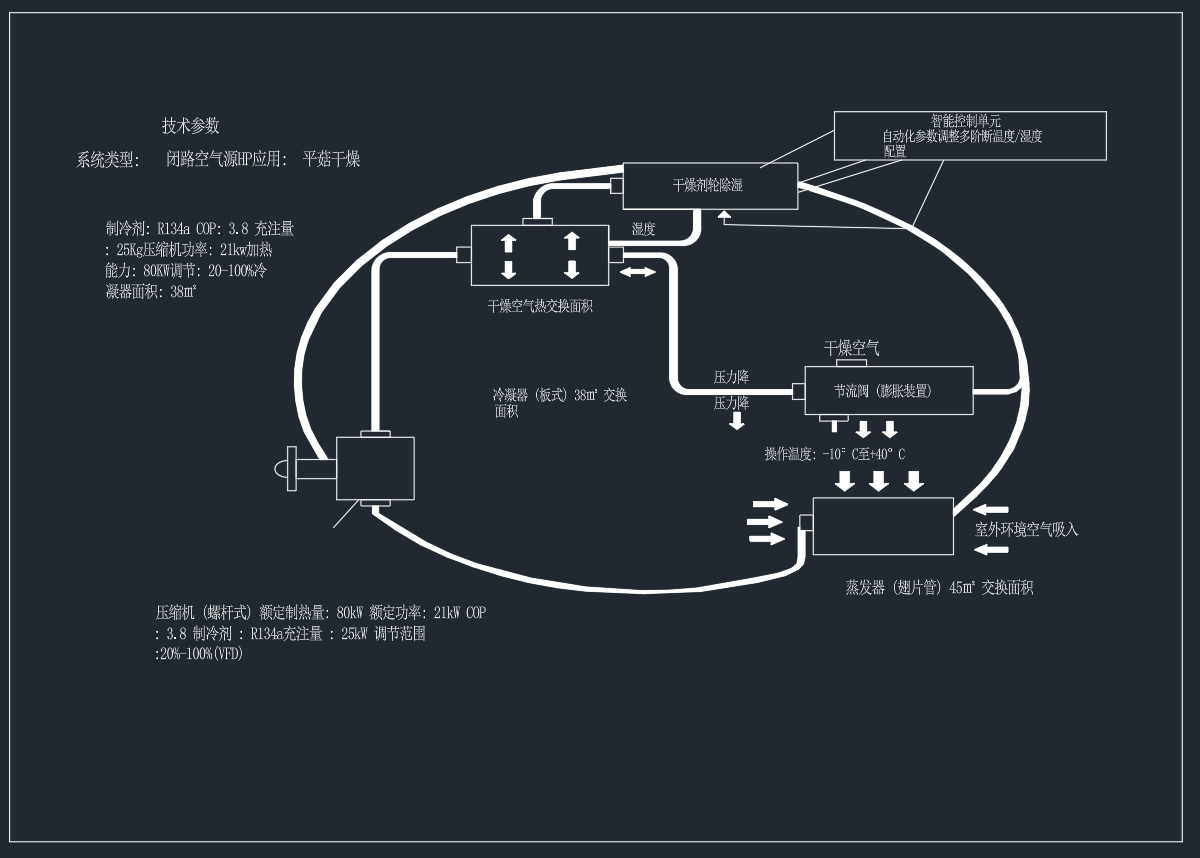 技术参数
系统类型: 闭路空气源HP应用: 平菇干燥
制冷剂: R134a COP: 3.8 充注量
: 25Kg压缩机功率: 21kw加热
能力: 80KW调节: 20-100%冷
凝器面积: 38㎡
智能控制单元
自动化参数调整多阶断温度/湿度
配置
干燥剂轮除湿
湿度
干燥空气热交换面积
冷凝器 (板式) 38㎡ 交换
面积
干燥空气
压力降
压力降
节流阀 (膨胀装置)
操作温度: -10° C至+40° C
室外环境空气吸入
蒸发器 (翅片管) 45㎡ 交换面积
压缩机 (螺杆式) 额定制热量: 80kW 额定功率: 21kW COP
: 3.8 制冷剂 : R134a充注量 : 25kW 调节范围
:20%-100%(VFD)